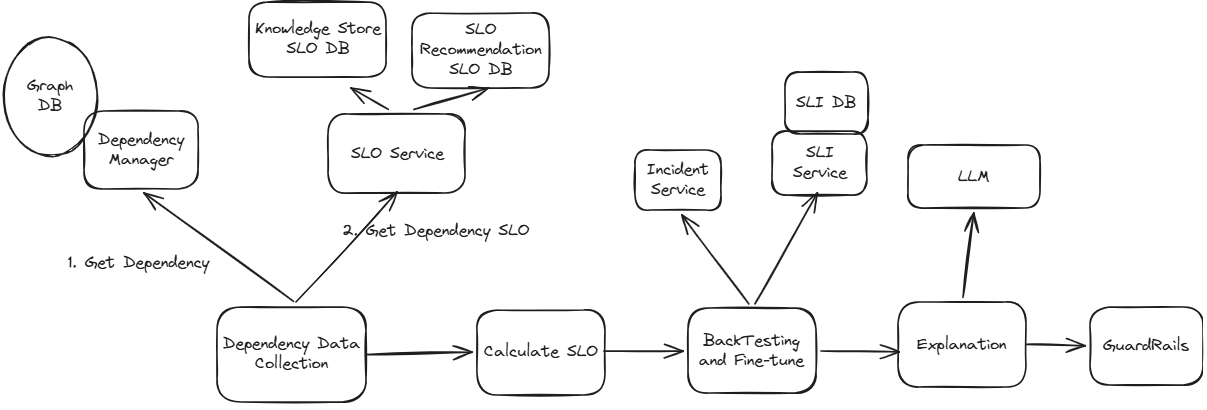 Knowledge Store
SLO DB
SLO
Recommendation
SLO DB
Graph
DB
Dependency
Manager
SLO Service
SLI DB
SLI
Service
Incident
Service
LLM
1. Get Dependency
2. Get Dependency SLO
Dependency Data
Collection
Calculate SLO
BackTesting
and Fine-tune
Explanation
GuardRails